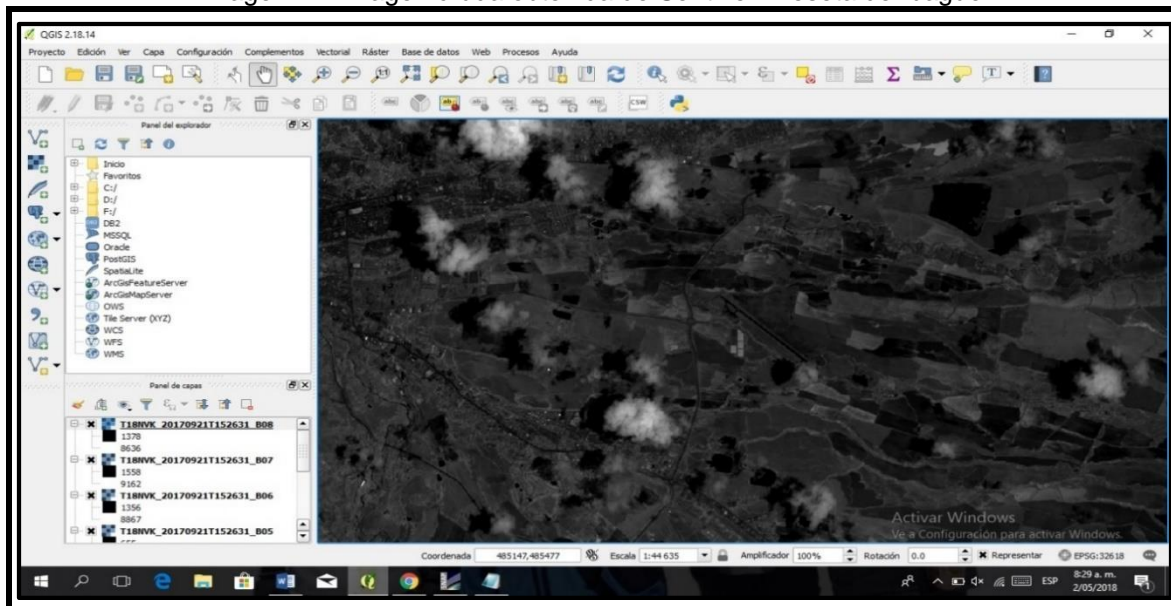 QGIS 2.18.14
Proyecto Edición Ver Capa Configuración Complementos Vectorial Ráster Base de datos Web Procesos Ayuda
CSW
Panel del explorador
Inicio
Favoritos
C:/
D:/
F:/
DB2
MSSQL
Oracle
PostGIS
SpatiaLite
ArcGisFeatureServer
ArcGisMapServer
OWS
Tile Server (XYZ)
WCS
WFS
WMS
Panel de capas
T18NVK_20170921T152631_B08
1378
8636
T18NVK_20170921T152631_B07
1558
9162
T18NVK_20170921T152631_B06
1356
8867
T18NVK_20170921T152631_B05
Activar Windows
Ve a Configuración para activar Windows.
Coordenada 485147,485477 Escala 1:44 635 Amplificador 100% Rotación 0.0 Representar EPSG:32618
ESP 8:29 a. m.
2/05/2018